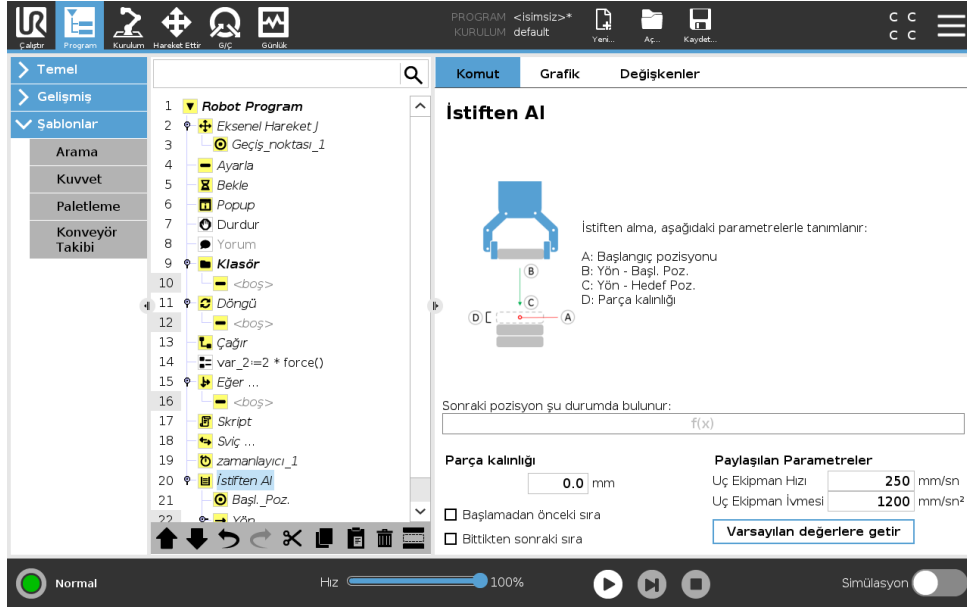 PROGRAM <isimsiz>*
KURULUM default
Çalıştır
Program
Kurulum
Hareket Ettir
G/Ç
Günlük
Yeni...
Aç...
Kaydet...
C C
C C
Temel
Gelişmiş
Şablonlar
Arama
Kuvvet
Paletleme
Konveyör
Takibi
1 Robot Program
2 Eksenel Hareket J
3 Geçiş_noktası_1
4 Ayarla
5 Bekle
6 Popup
7 Durdur
8 Yorum
9 Klasör
10 <boş>
11 Döngü
12 <boş>
13 Çağır
14 var_2:=2 * force()
15 Eğer ...
16 <boş>
17 Skript
18 Sviç ...
19 zamanlayıcı_1
20 İstiften Al
21 Başl._Poz.
22 Yön
Komut
Grafik
Değişkenler
İstiften Al
İstiften alma, aşağıdaki parametrelerle tanımlanır:
A: Başlangıç pozisyonu
B: Yön - Başl. Poz.
C: Yön - Hedef Poz.
D: Parça kalınlığı
B
C
D
A
Sonraki pozisyon şu durumda bulunur:
f(x)
Parça kalınlığı
0.0 mm
Başlamadan önceki sıra
Bittikten sonraki sıra
Paylaşılan Parametreler
Uç Ekipman Hızı 250 mm/sn
Uç Ekipman İvmesi 1200 mm/sn²
Varsayılan değerlere getir
Normal
Hız
100%
Simülasyon